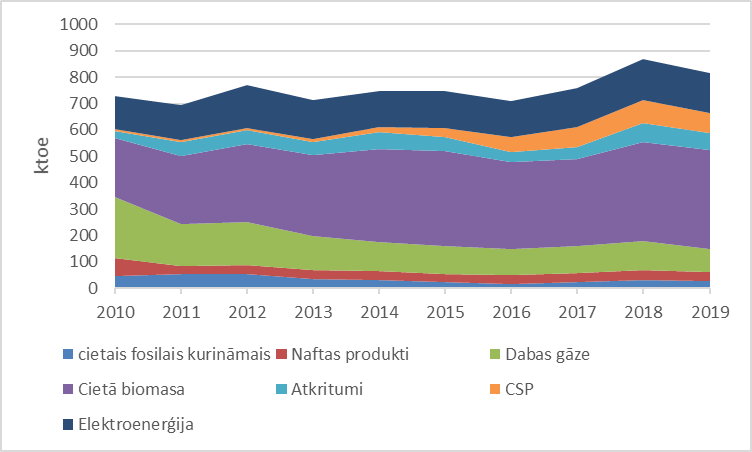 1000
900
800
700
600
500
400
300
200
100
0
ktoe
2010 2011 2012 2013 2014 2015 2016 2017 2018 2019
cietais fosilais kurināmais Naftas produkti Dabas gāze
Cietā biomasa Atkritumi CSP
Elektroenerģija